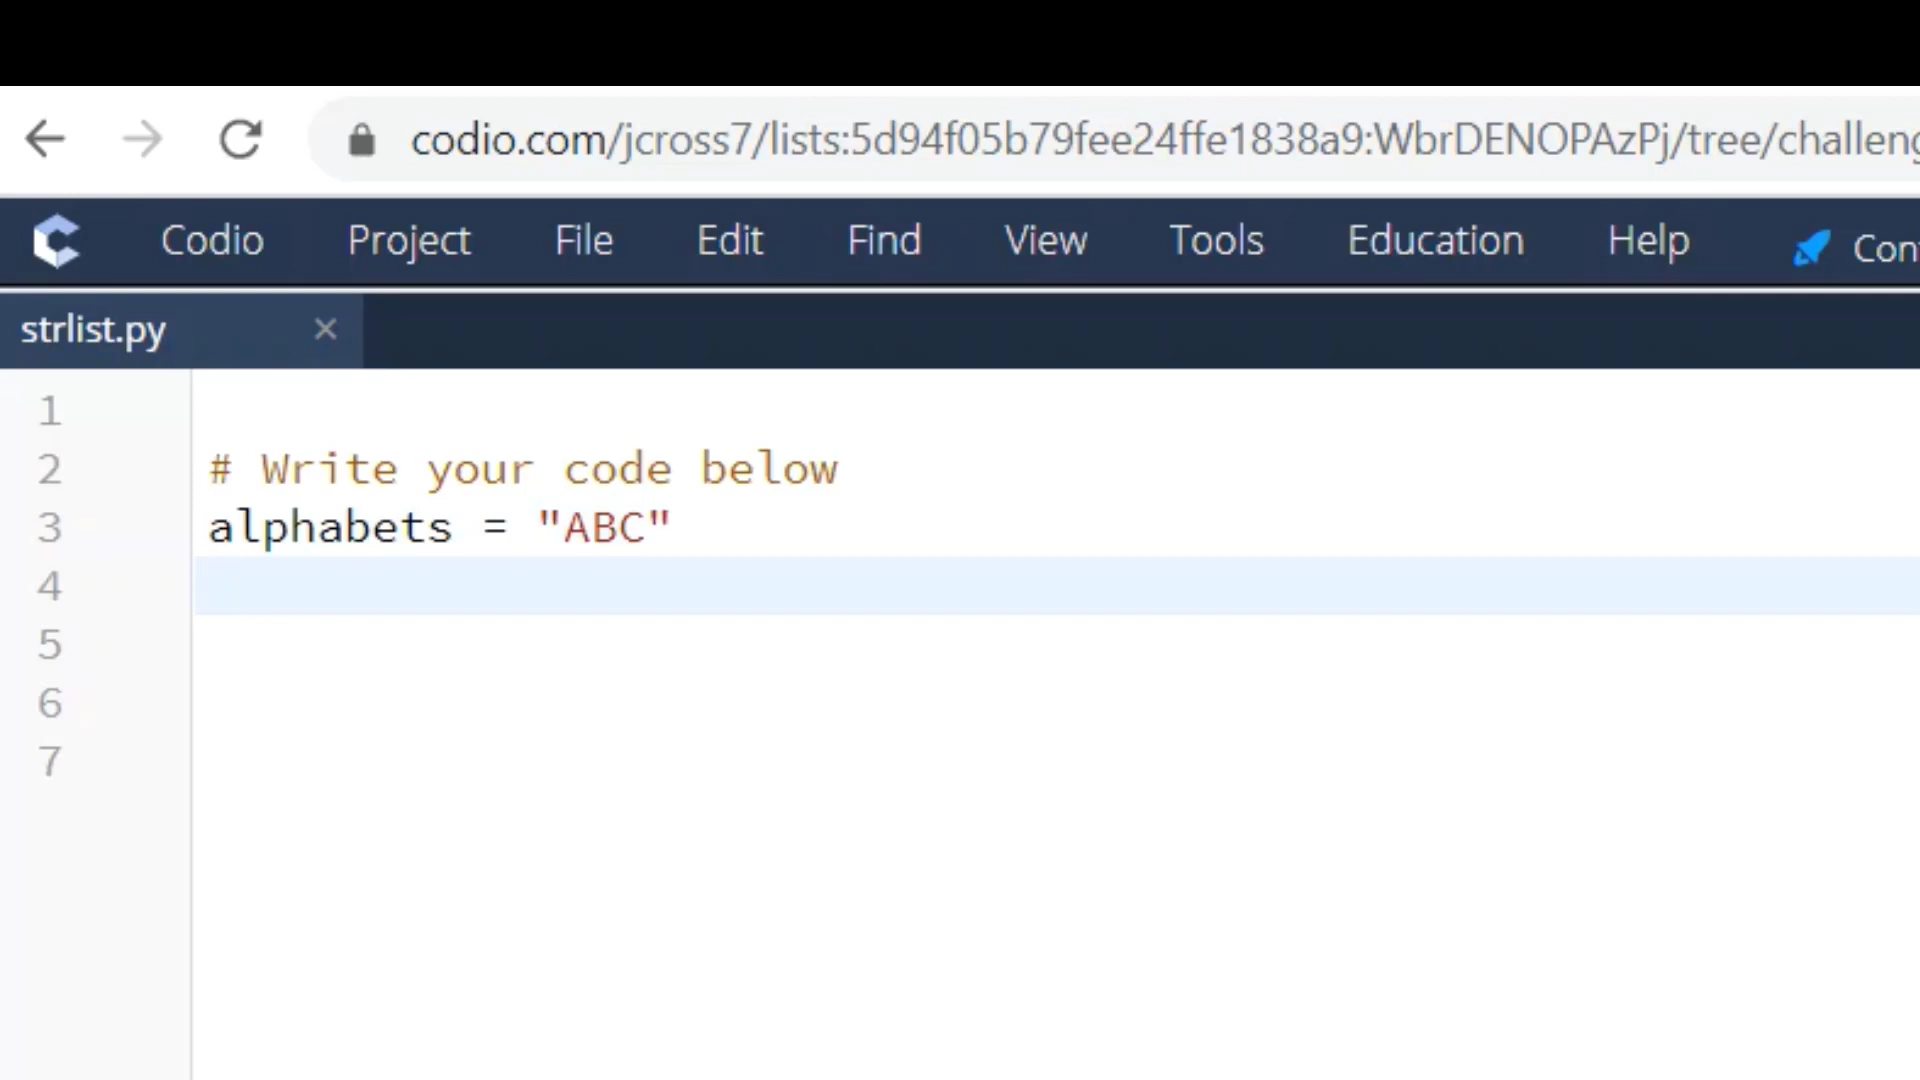 codio.com/jcross7/lists:5d94f05b79fee24ffe1838a9:WbrDENOPAzPj/tree/challeng
Codio Project File Edit Find View Tools Education Help Con
strlist.py
1
2 # Write your code below
3 alphabets = "ABC"
4
5
6
7